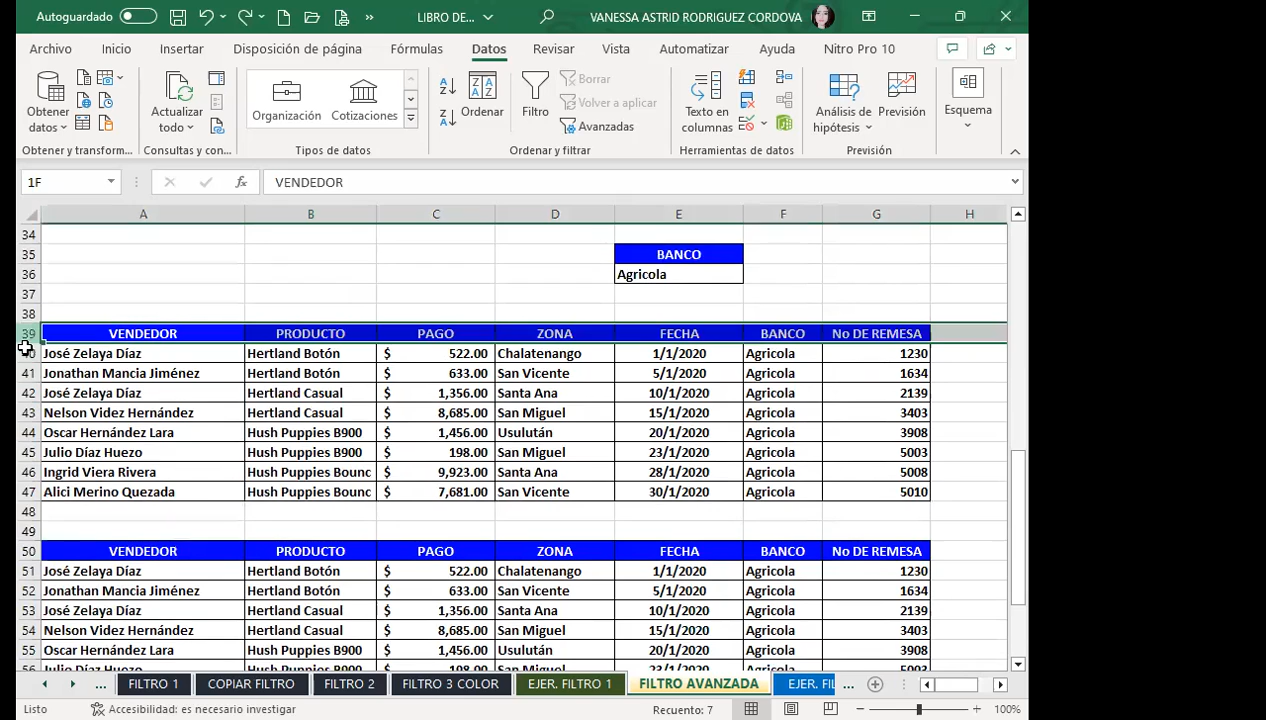 Autoguardado LIBRO DE... VANESSA ASTRID RODRIGUEZ CORDOVA
Archivo Inicio Insertar Disposición de página Fórmulas Datos Revisar Vista Automatizar Ayuda Nitro Pro 10
Obtener datos
Actualizar todo
Organización Cotizaciones
Ordenar
Filtro
Borrar
Volver a aplicar
Avanzadas
Texto en columnas
Análisis de hipótesis
Previsión
Esquema
Obtener y transform... Consultas y con... Tipos de datos Ordenar y filtrar Herramientas de datos Previsión
1F fx VENDEDOR
A B C D E F G H
34
35 BANCO
36 Agricola
37
38
39 VENDEDOR PRODUCTO PAGO ZONA FECHA BANCO No DE REMESA
40 José Zelaya Díaz Hertland Botón $ 522.00 Chalatenango 1/1/2020 Agricola 1230
41 Jonathan Mancia Jiménez Hertland Botón $ 633.00 San Vicente 5/1/2020 Agricola 1634
42 José Zelaya Díaz Hertland Casual $ 1,356.00 Santa Ana 10/1/2020 Agricola 2139
43 Nelson Videz Hernández Hertland Casual $ 8,685.00 San Miguel 15/1/2020 Agricola 3403
44 Oscar Hernández Lara Hush Puppies B900 $ 1,456.00 Usulután 20/1/2020 Agricola 3908
45 Julio Díaz Huezo Hush Puppies B900 $ 198.00 San Miguel 23/1/2020 Agricola 5003
46 Ingrid Viera Rivera Hush Puppies Bounc $ 9,923.00 Santa Ana 28/1/2020 Agricola 5008
47 Alici Merino Quezada Hush Puppies Bounc $ 7,681.00 San Vicente 30/1/2020 Agricola 5010
48
49
50 VENDEDOR PRODUCTO PAGO ZONA FECHA BANCO No DE REMESA
51 José Zelaya Díaz Hertland Botón $ 522.00 Chalatenango 1/1/2020 Agricola 1230
52 Jonathan Mancia Jiménez Hertland Botón $ 633.00 San Vicente 5/1/2020 Agricola 1634
53 José Zelaya Díaz Hertland Casual $ 1,356.00 Santa Ana 10/1/2020 Agricola 2139
54 Nelson Videz Hernández Hertland Casual $ 8,685.00 San Miguel 15/1/2020 Agricola 3403
55 Oscar Hernández Lara Hush Puppies B900 $ 1,456.00 Usulután 20/1/2020 Agricola 3908
56 Julio Díaz Huezo Hush Puppies B900 $ 198.00 San Miguel 23/1/2020 Agricola 5003
... FILTRO 1 COPIAR FILTRO FILTRO 2 FILTRO 3 COLOR EJER. FILTRO 1 FILTRO AVANZADA EJER. FIL ...
Listo Accesibilidad: es necesario investigar Recuento: 7 100%